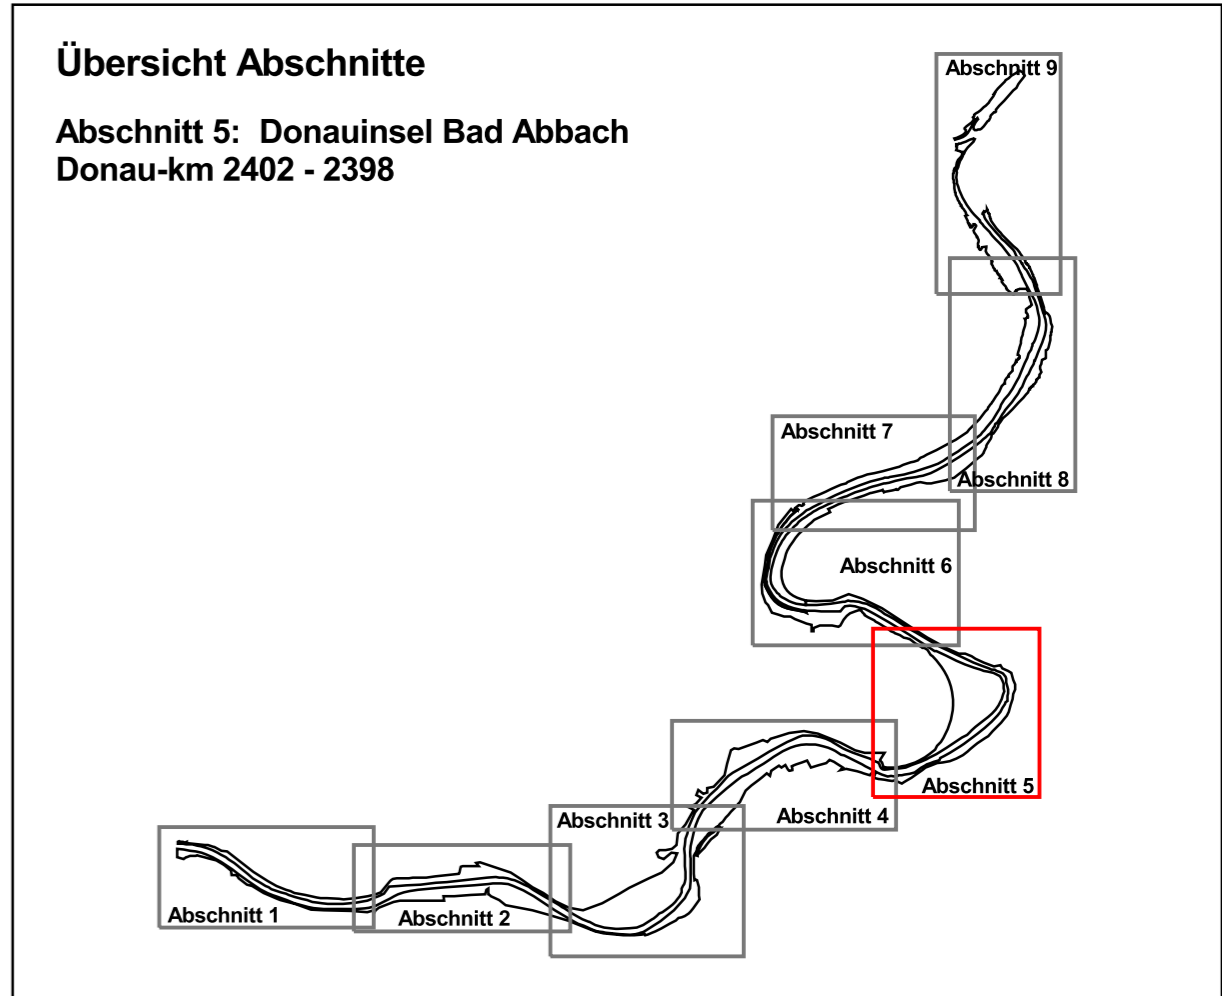 Übersicht Abschnitte
Abschnitt 5:  Donauinsel Bad Abbach
Donau-km 2402 - 2398
Abschnitt 9
Abschnitt 7
Abschnitt 8
Abschnitt 6
Abschnitt 5
Abschnitt 3
Abschnitt 4
Abschnitt 1
Abschnitt 2